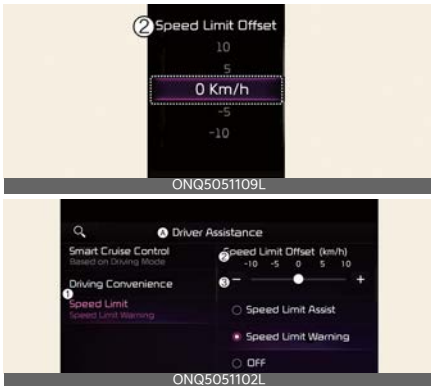 ② Speed Limit Offset
10
5
0 Km/h
-5
-10
ONQ5051109L
Ⓐ Driver Assistance
Smart Cruise Control
Based on Driving Mode
② Speed Limit Offset (km/h)
-10 -5 0 5 10
Driving Convenience
③ − +
①
Speed Limit
Speed Limit Warning
Speed Limit Assist
Speed Limit Warning
OFF
ONQ5051102L